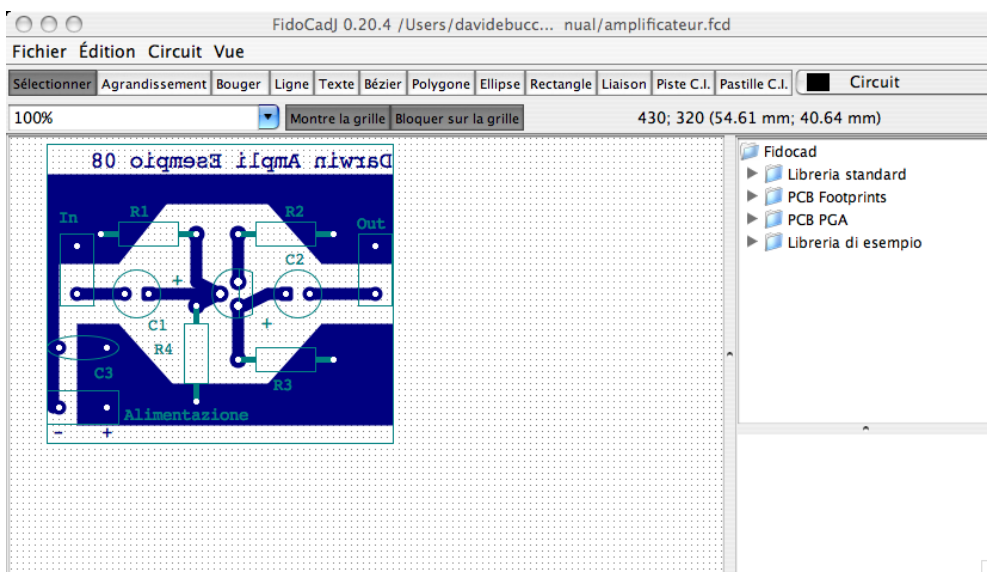 FidoCadJ 0.20.4 /Users/davidebucc... nual/amplificateur.fcd
Fichier Édition Circuit Vue
Sélectionner Agrandissement Bouger Ligne Texte Bézier Polygone Ellipse Rectangle Liaison Piste C.I. Pastille C.I. Circuit
100% Montre la grille Bloquer sur la grille 430; 320 (54.61 mm; 40.64 mm)
Darwin Ampli Esempio 08
In R1 R2 Out
C2
+
C1 +
R4
C3 R3
Alimentazione
- +
Fidocad
Libreria standard
PCB Footprints
PCB PGA
Libreria di esempio